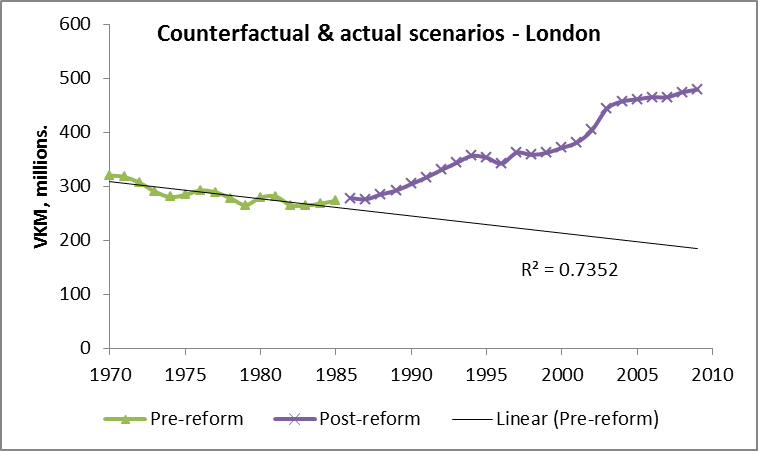 Counterfactual & actual scenarios - London
VKM, millions.
600
500
400
300
200
100
0
R² = 0.7352
1970 1975 1980 1985 1990 1995 2000 2005 2010
Pre-reform Post-reform Linear (Pre-reform)